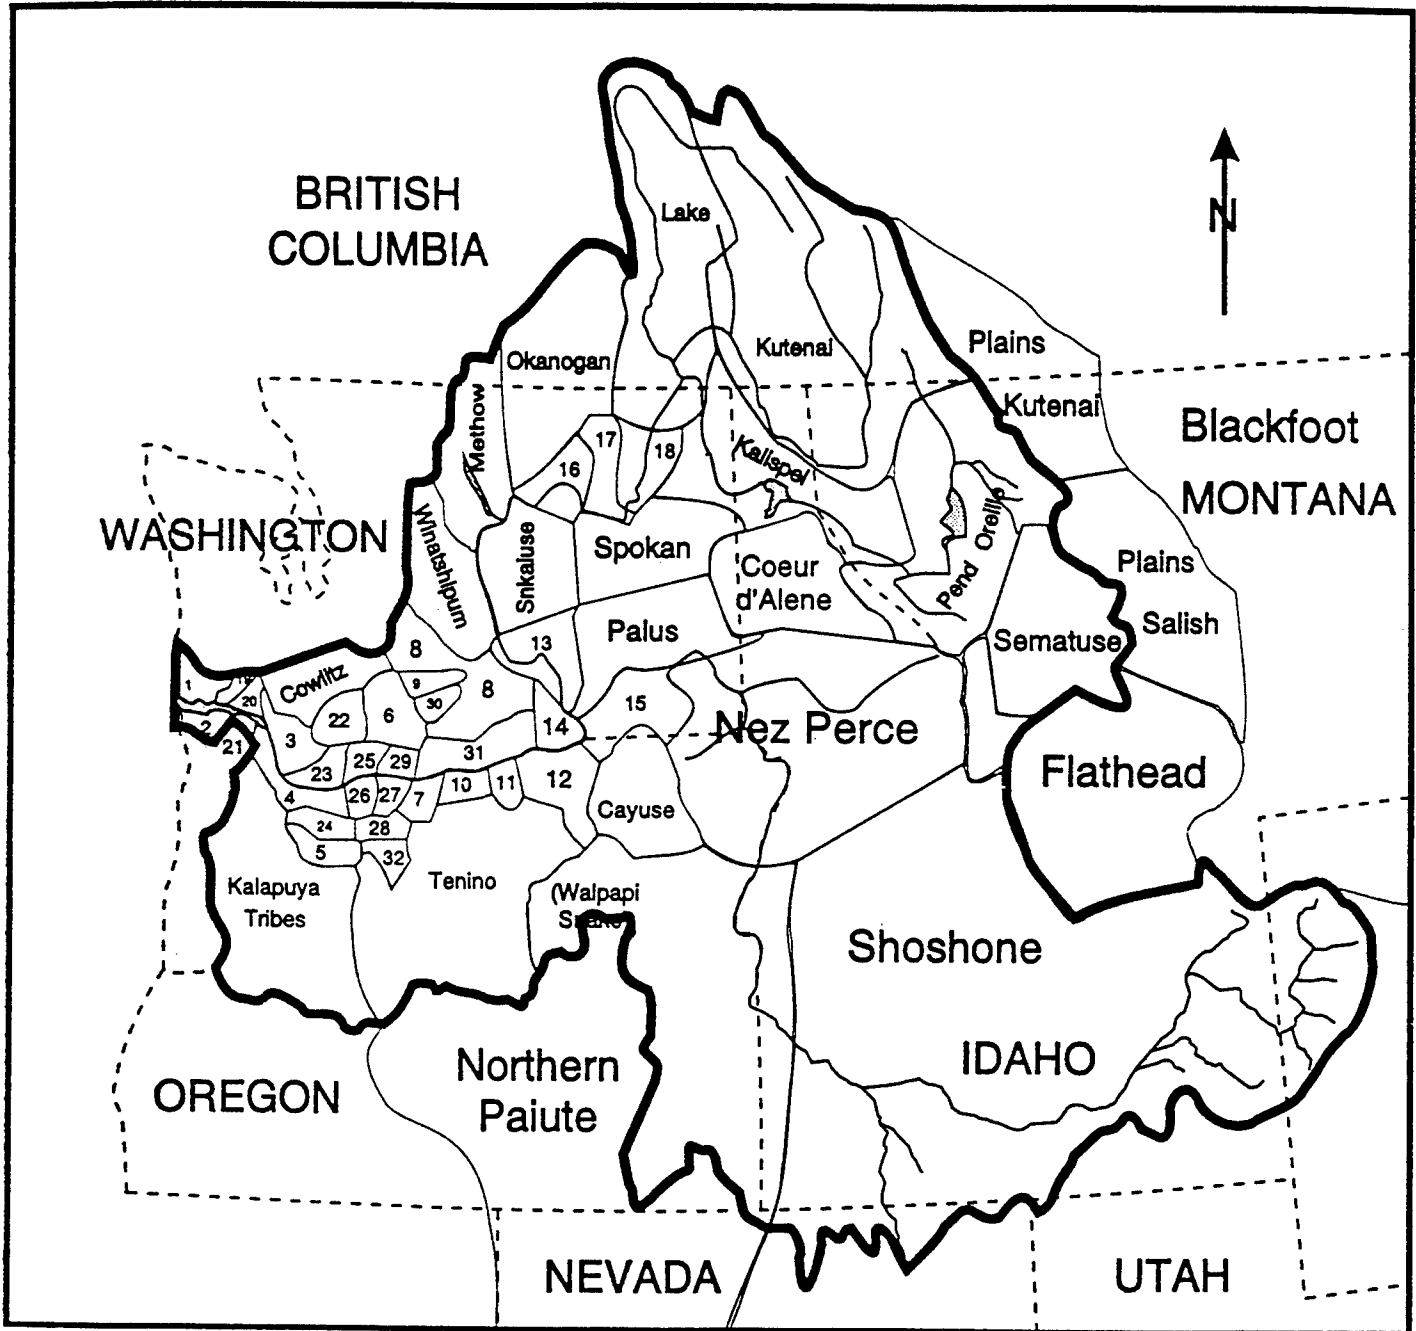 BRITISH
COLUMBIA
N
Lake
Okanogan
Kutenai
Plains
Kutenai
Methow
Blackfoot
MONTANA
17
18
16
Kalispel
WASHINGTON
Winatshipum
Snkaluse
Spokan
Coeur
d'Alene
Pend Oreille
Plains
Salish
Sematuse
Palus
13
8
Cowlitz
1
19
20
9
8
30
15
2
21
3
22
6
14
Nez Perce
31
23
25
29
Flathead
4
26
27
7
10
11
12
Cayuse
24
28
5
32
Kalapuya
Tribes
Tenino
(Walpapi
Shoshone
IDAHO
Northern
Paiute
OREGON
NEVADA
UTAH